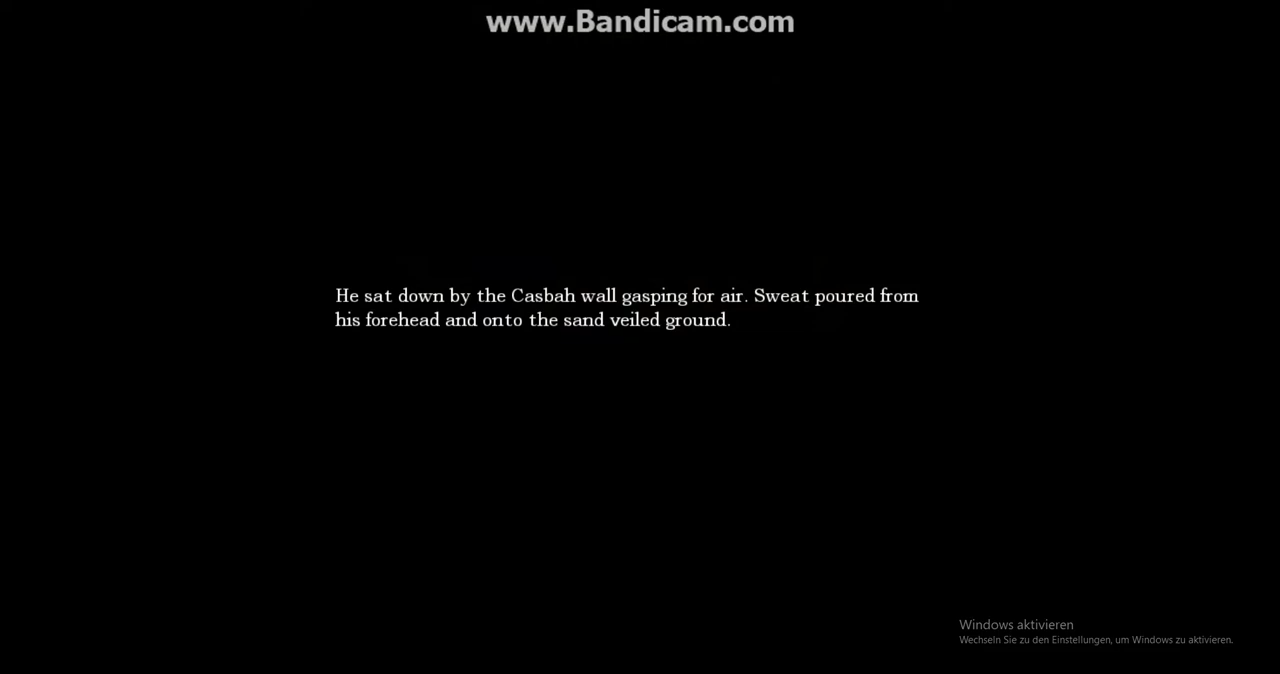 www.Bandicam.com
He sat down by the Casbah wall gasping for air. Sweat poured from
his forehead and onto the sand veiled ground.
Windows aktivieren
Wechseln Sie zu den Einstellungen, um Windows zu aktivieren.